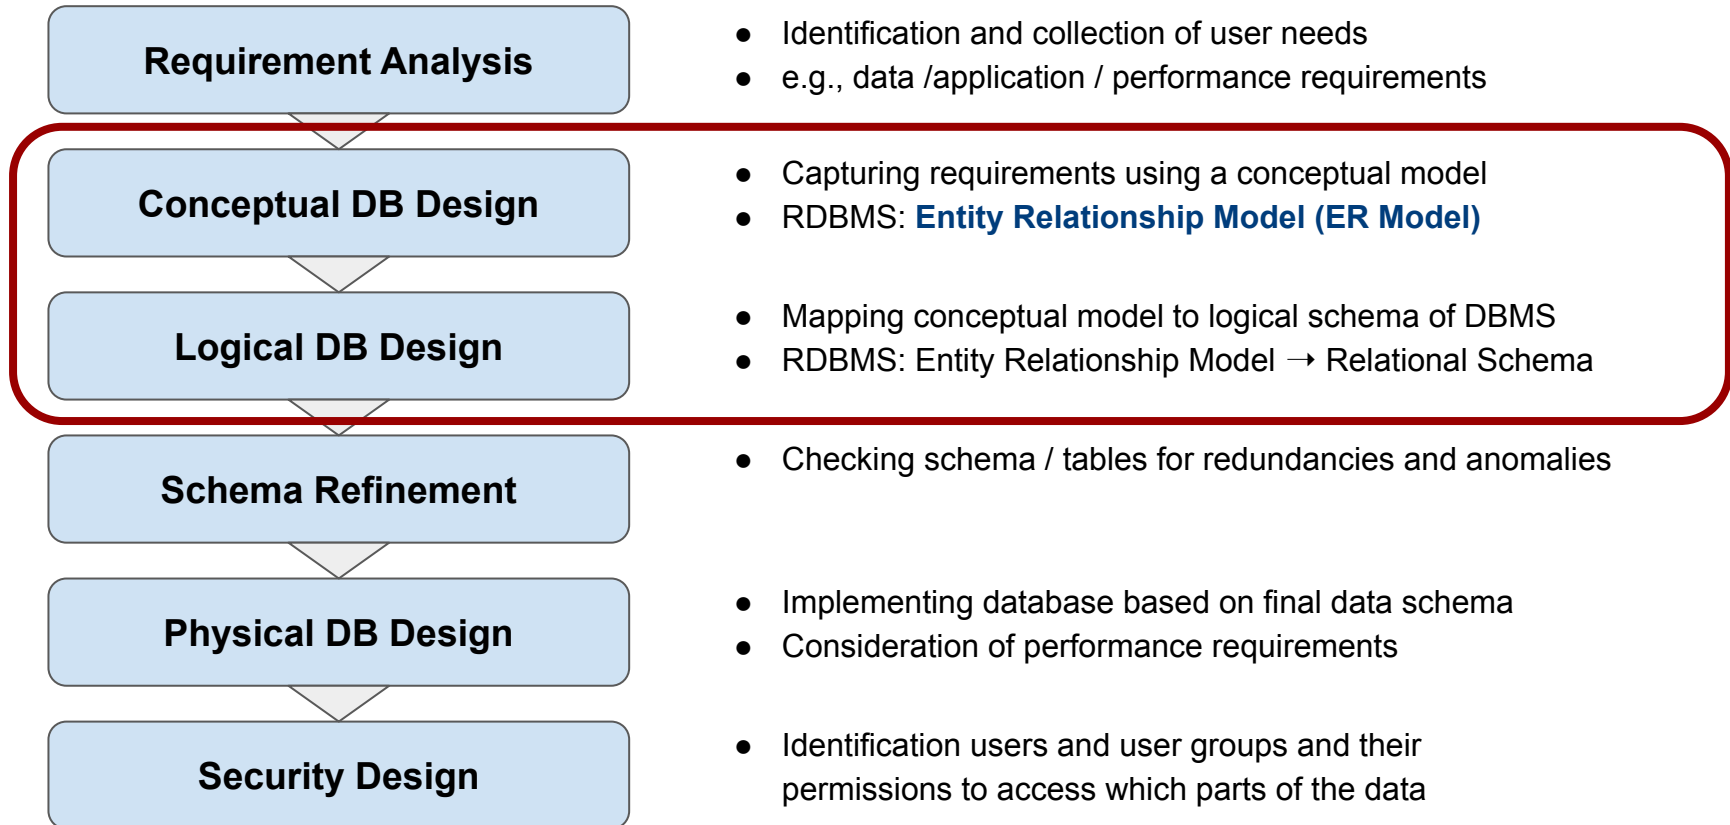 Requirement Analysis
● Identification and collection of user needs
● e.g., data /application / performance requirements
Conceptual DB Design
● Capturing requirements using a conceptual model
● RDBMS: Entity Relationship Model (ER Model)
Logical DB Design
● Mapping conceptual model to logical schema of DBMS
● RDBMS: Entity Relationship Model → Relational Schema
Schema Refinement
● Checking schema / tables for redundancies and anomalies
Physical DB Design
● Implementing database based on final data schema
● Consideration of performance requirements
Security Design
● Identification users and user groups and their
permissions to access which parts of the data